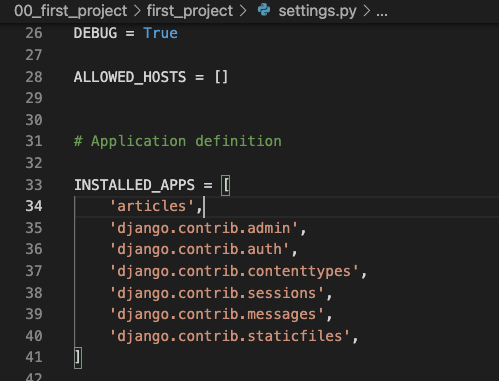 00_first_project > first_project > settings.py > ...
26 DEBUG = True
27
28 ALLOWED_HOSTS = []
29
30
31 # Application definition
32
33 INSTALLED_APPS = [
34     'articles',
35     'django.contrib.admin',
36     'django.contrib.auth',
37     'django.contrib.contenttypes',
38     'django.contrib.sessions',
39     'django.contrib.messages',
40     'django.contrib.staticfiles',
41 ]
42